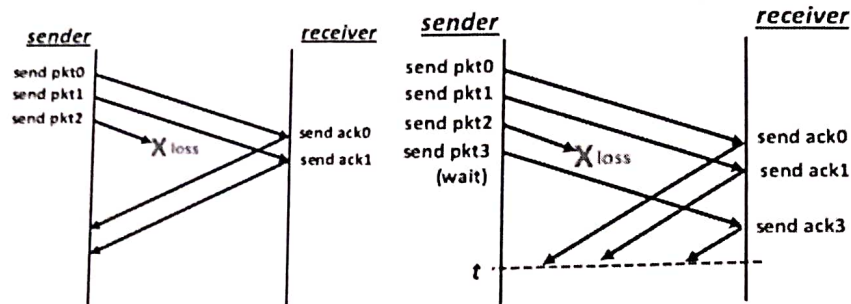 sender
receiver
send pkt0
send pkt1
send pkt2
X loss
send ack0
send ack1
sender
receiver
send pkt0
send pkt1
send pkt2
send pkt3
(wait)
X loss
send ack0
send ack1
send ack3
t